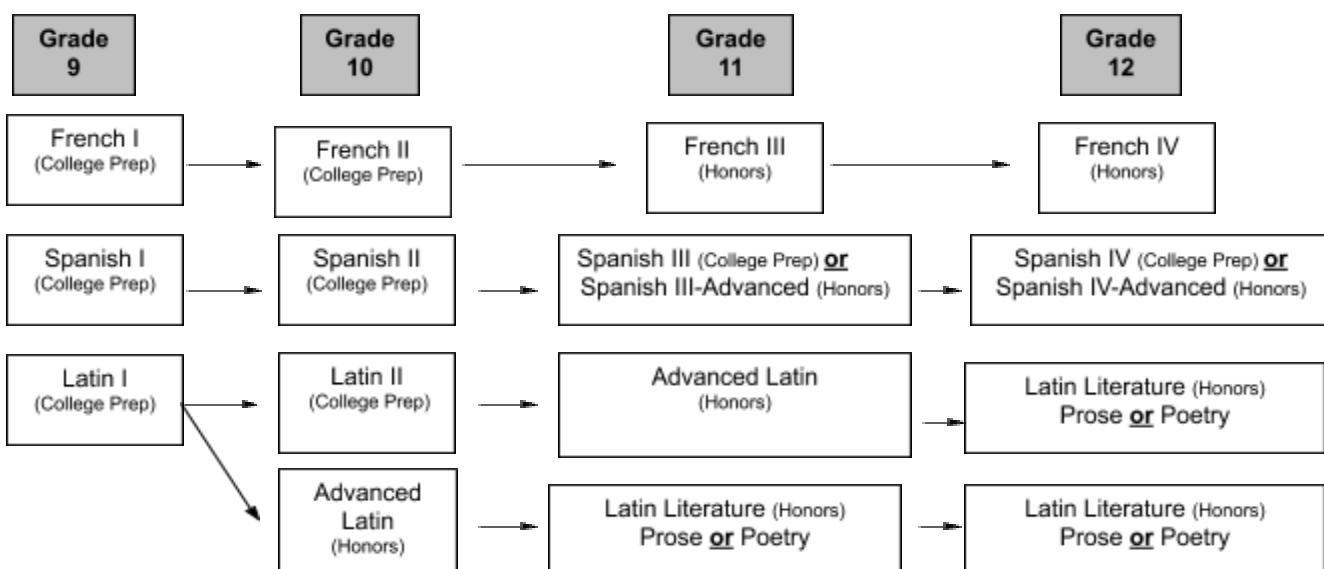 Grade
9
Grade
10
Grade
11
Grade
12
French I
(College Prep)
French II
(College Prep)
French III
(Honors)
French IV
(Honors)
Spanish I
(College Prep)
Spanish II
(College Prep)
Spanish III (College Prep) or
Spanish III-Advanced (Honors)
Spanish IV (College Prep) or
Spanish IV-Advanced (Honors)
Latin I
(College Prep)
Latin II
(College Prep)
Advanced Latin
(Honors)
Latin Literature (Honors)
Prose or Poetry
Advanced
Latin
(Honors)
Latin Literature (Honors)
Prose or Poetry
Latin Literature (Honors)
Prose or Poetry